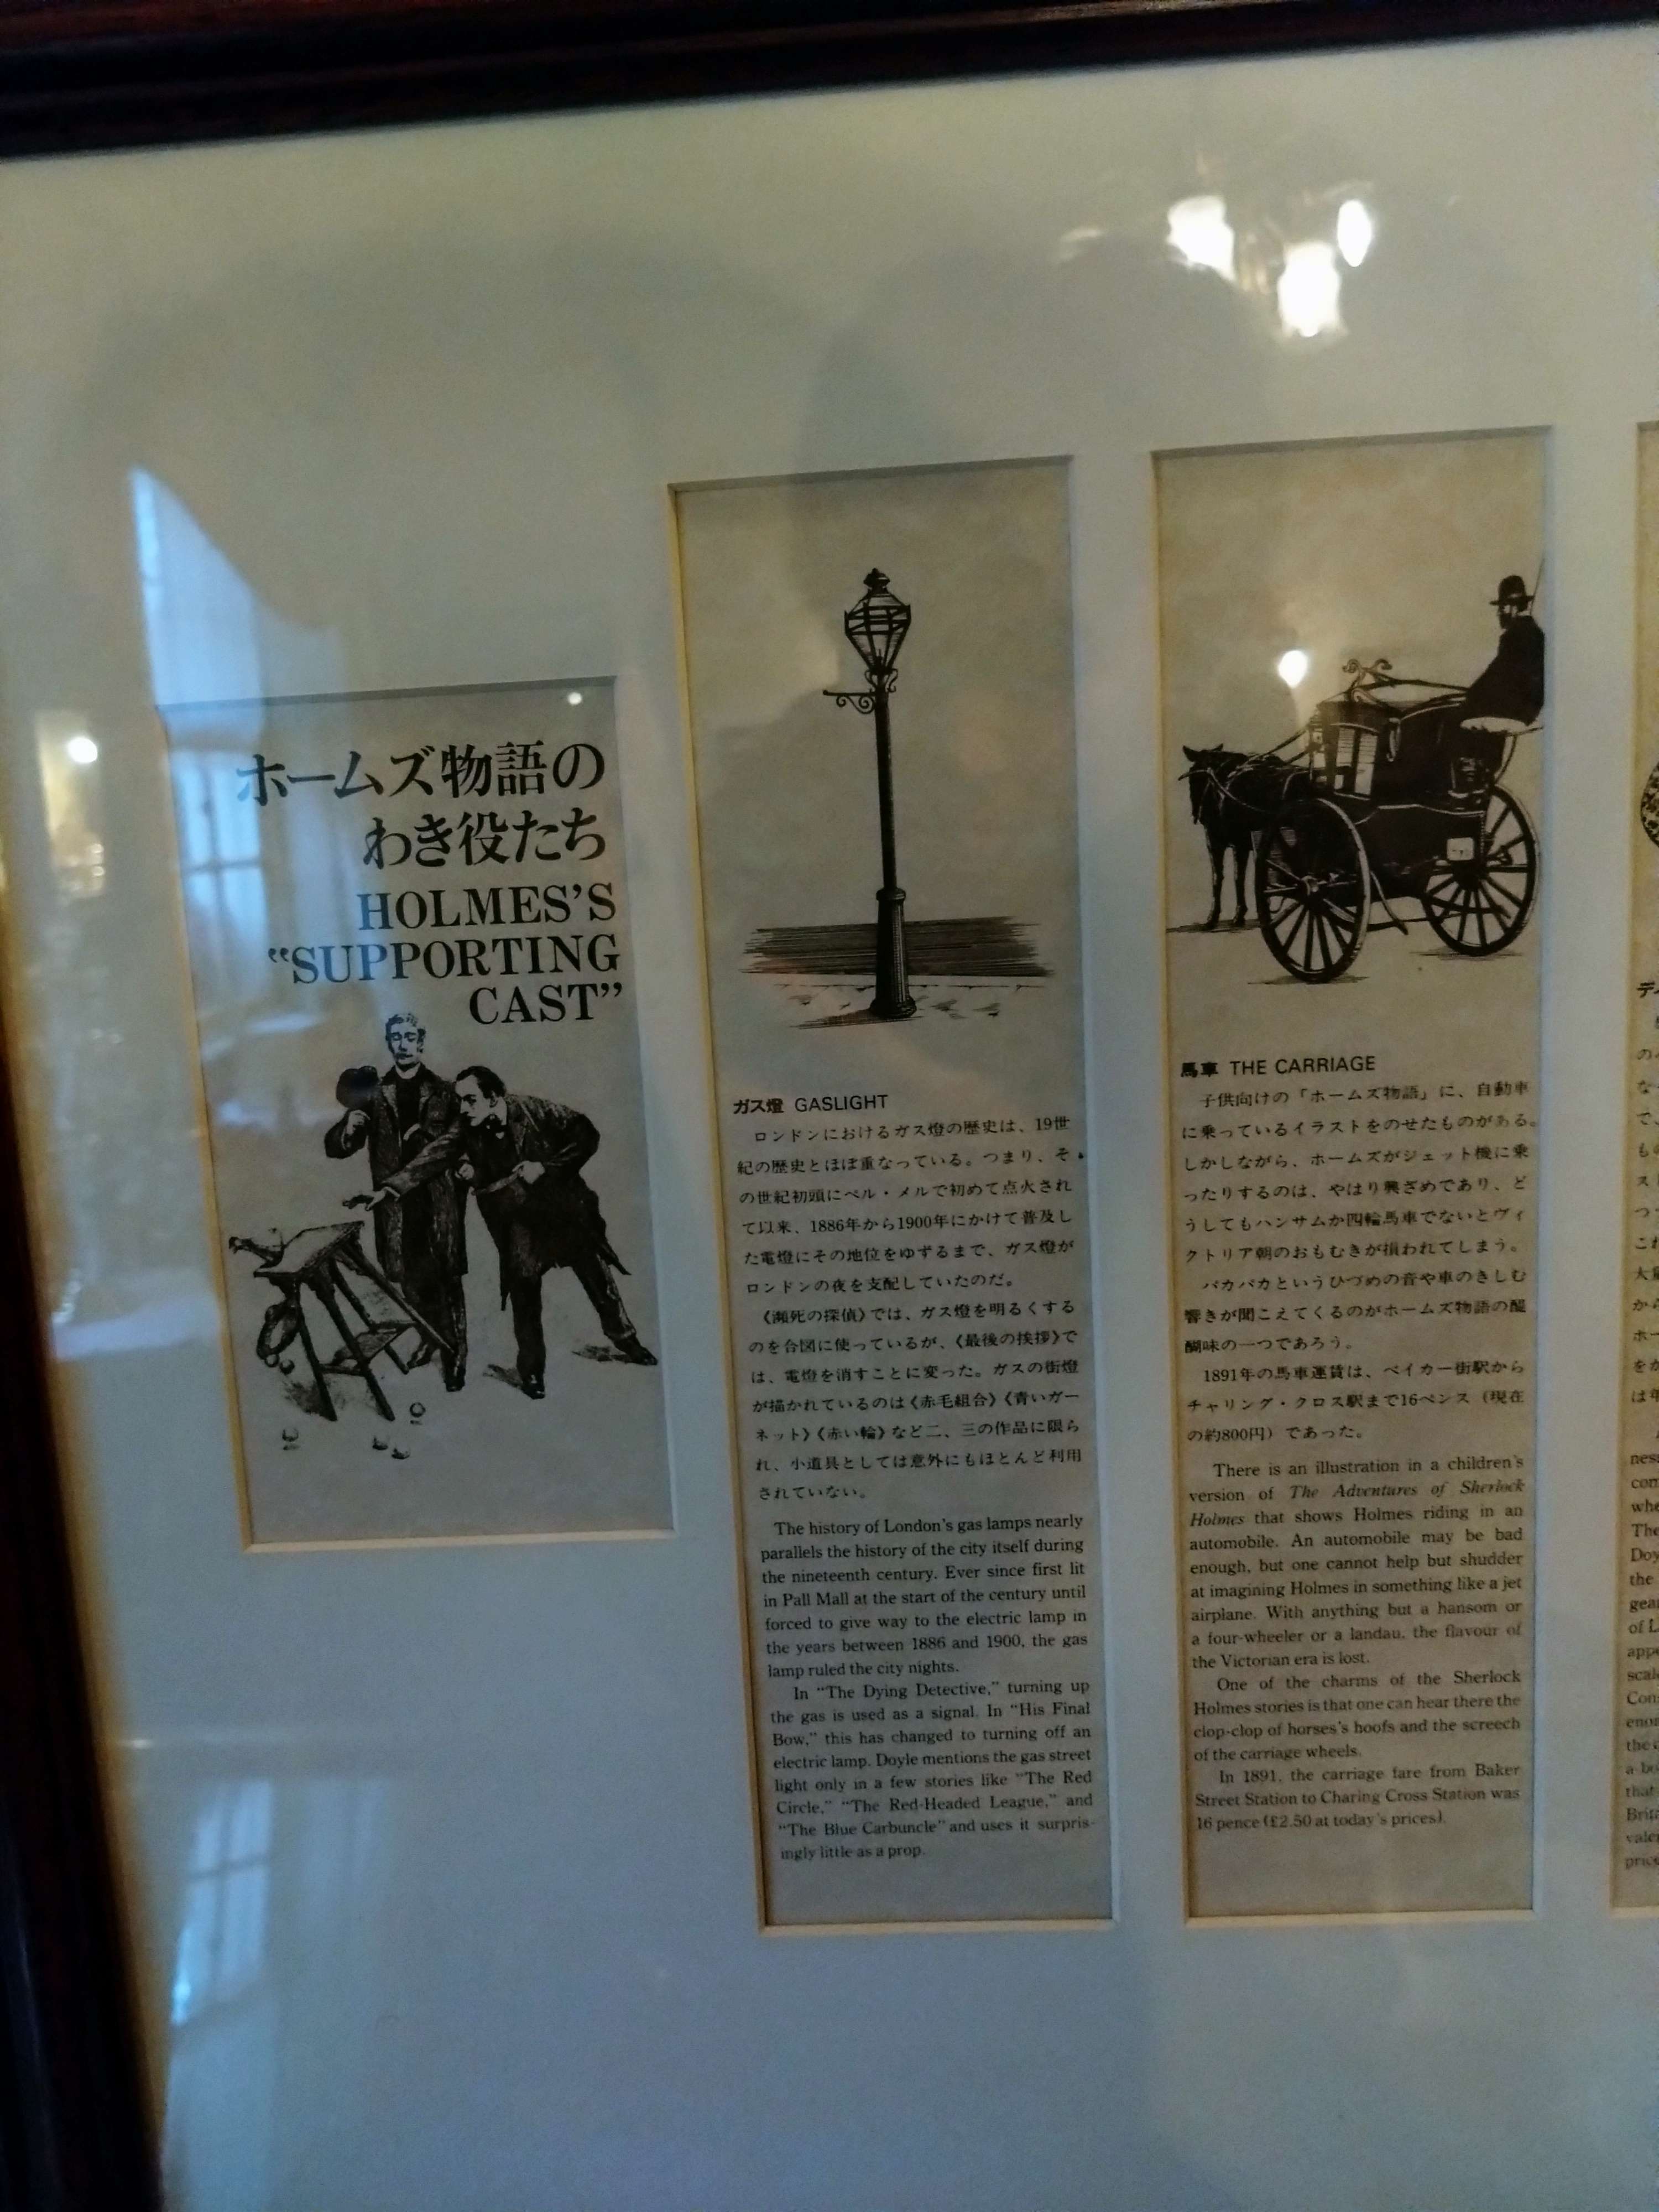 ホームズ物語の
わき役たち
HOLMES'S
"SUPPORTING
CAST"
ガス燈 GASLIGHT
ロンドンにおけるガス燈の歴史は、19世
紀の歴史とほぼ重なっている。つまり、そ
の世紀初頭にペル・メルで初めて点火され
て以来、1886年から1900年にかけて普及し
た電燈にその地位をゆずるまで、ガス燈が
ロンドンの夜を支配していたのだ。
《瀕死の探偵》では、ガス燈を明るくする
のを合図に使っているが、《最後の挨拶》で
は、電燈を消すことに変った。ガスの街燈
が描かれているのは《赤毛組合》《青いガー
ネット》《赤い輪》など二、三の作品に限ら
れ、小道具としては意外にもほとんど利用
されていない。
The history of London's gas lamps nearly
parallels the history of the city itself during
the nineteenth century. Ever since first lit
in Pall Mall at the start of the century until
forced to give way to the electric lamp in
the years between 1886 and 1900, the gas
lamp ruled the city nights.
In "The Dying Detective," turning up
the gas is used as a signal. In "His Final
Bow," this has changed to turning off an
electric lamp. Doyle mentions the gas street
light only in a few stories like "The Red
Circle," "The Red-Headed League," and
"The Blue Carbuncle" and uses it surpris-
ingly little as a prop.
馬車 THE CARRIAGE
子供向けの「ホームズ物語」に、自動車
に乗っているイラストをのせたものがある。
しかしながら、ホームズがジェット機に乗
ったりするのは、やはり興ざめであり、ど
うしてもハンサムか四輪馬車でないとヴィ
クトリア朝のおもむきが損われてしまう。
パカパカというひづめの音や車のきしむ
響きが聞こえてくるのがホームズ物語の醍
醐味の一つであろう。
1891年の馬車運賃は、ベイカー街駅から
チャリング・クロス駅まで16ペンス（現在
の約800円）であった。
There is an illustration in a children's
version of The Adventures of Sherlock
Holmes that shows Holmes riding in an
automobile. An automobile may be bad
enough, but one cannot help but shudder
at imagining Holmes in something like a jet
airplane. With anything but a hansom or
a four-wheeler or a landau, the flavour of
the Victorian era is lost.
One of the charms of the Sherlock
Holmes stories is that one can hear there the
clop-clop of horses's hoofs and the screech
of the carriage wheels.
In 1891, the carriage fare from Baker
Street Station to Charing Cross Station was
16 pence (£2.50 at today's prices).